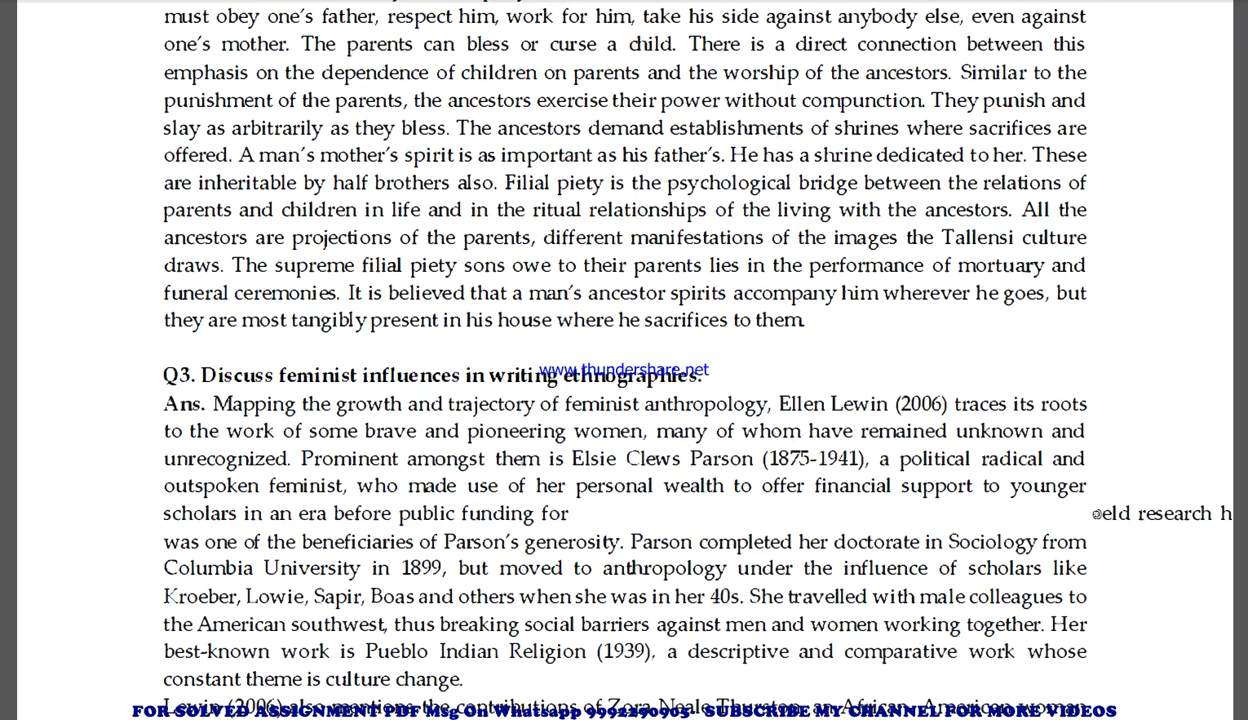 must obey one's father, respect him, work for him, take his side against anybody else, even against
one's mother. The parents can bless or curse a child. There is a direct connection between this
emphasis on the dependence of children on parents and the worship of the ancestors. Similar to the
punishment of the parents, the ancestors exercise their power without compunction. They punish and
slay as arbitrarily as they bless. The ancestors demand establishments of shrines where sacrifices are
offered. A man's mother's spirit is as important as his father's. He has a shrine dedicated to her. These
are inheritable by half brothers also. Filial piety is the psychological bridge between the relations of
parents and children in life and in the ritual relationships of the living with the ancestors. All the
ancestors are projections of the parents, different manifestations of the images the Tallensi culture
draws. The supreme filial piety sons owe to their parents lies in the performance of mortuary and
funeral ceremonies. It is believed that a man's ancestor spirits accompany him wherever he goes, but
they are most tangibly present in his house where he sacrifices to them.
www.thundershare.net
Q3. Discuss feminist influences in writing ethnographies.
Ans. Mapping the growth and trajectory of feminist anthropology, Ellen Lewin (2006) traces its roots
to the work of some brave and pioneering women, many of whom have remained unknown and
unrecognized. Prominent amongst them is Elsie Clews Parson (1875-1941), a political radical and
outspoken feminist, who made use of her personal wealth to offer financial support to younger
scholars in an era before public funding for eld research h
was one of the beneficiaries of Parson's generosity. Parson completed her doctorate in Sociology from
Columbia University in 1899, but moved to anthropology under the influence of scholars like
Kroeber, Lowie, Sapir, Boas and others when she was in her 40s. She travelled with male colleagues to
the American southwest, thus breaking social barriers against men and women working together. Her
best-known work is Pueblo Indian Religion (1939), a descriptive and comparative work whose
constant theme is culture change.
Lewin (2006) also mentions the contributions of Zora Neale Thurston, an African American woman
FOR SOLVED ASSIGNMENT PDF Msg On Whatsapp 9992290905- SUBSCRIBE MY CHANNEL FOR MORE VIDEOS